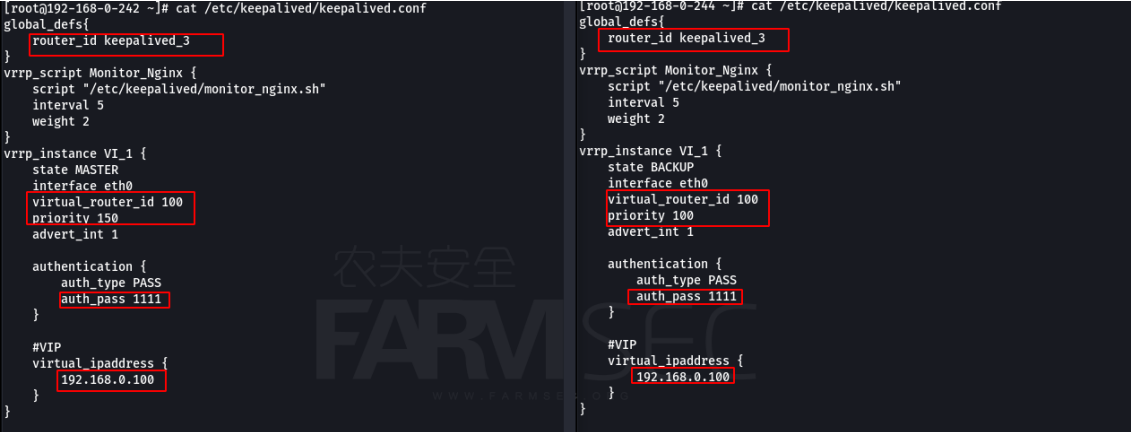 [root@192-168-0-242 ~]# cat /etc/keepalived/keepalived.conf
global_defs{
    router_id keepalived_3
}
vrrp_script Monitor_Nginx {
    script "/etc/keepalived/monitor_nginx.sh"
    interval 5
    weight 2
}
vrrp_instance VI_1 {
    state MASTER
    interface eth0
    virtual_router_id 100
    priority 150
    advert_int 1

    authentication {
        auth_type PASS
        auth_pass 1111
    }

    #VIP
    virtual_ipaddress {
        192.168.0.100
    }
}
[root@192-168-0-244 ~]# cat /etc/keepalived/keepalived.conf
global_defs{
    router_id keepalived_3
}
vrrp_script Monitor_Nginx {
    script "/etc/keepalived/monitor_nginx.sh"
    interval 5
    weight 2
}
vrrp_instance VI_1 {
    state BACKUP
    interface eth0
    virtual_router_id 100
    priority 100
    advert_int 1

    authentication {
        auth_type PASS
        auth_pass 1111
    }

    #VIP
    virtual_ipaddress {
        192.168.0.100
    }
}
农夫安全
FARMSEC